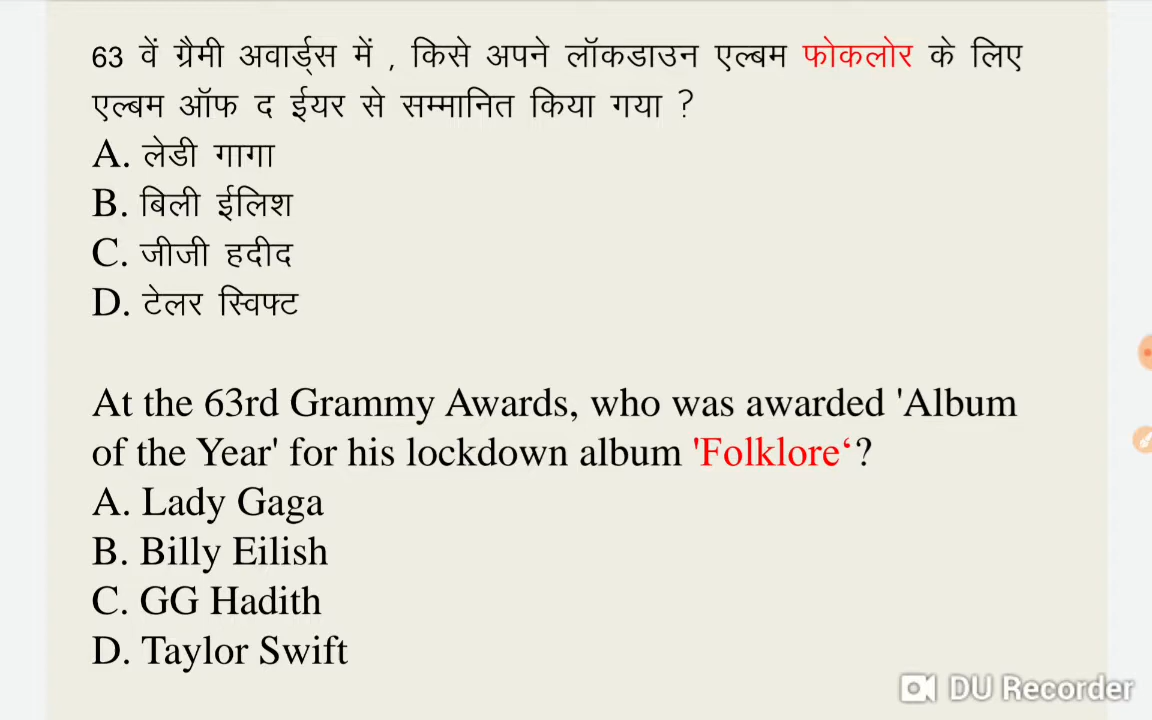 63 वें ग्रैमी अवार्ड्स में , किसे अपने लॉकडाउन एल्बम फोकलोर के लिए
एल्बम ऑफ द ईयर से सम्मानित किया गया ?
A. लेडी गागा
B. बिली ईलिश
C. जीजी हदीद
D. टेलर स्विफ्ट
At the 63rd Grammy Awards, who was awarded 'Album
of the Year' for his lockdown album 'Folklore‘?
A. Lady Gaga
B. Billy Eilish
C. GG Hadith
D. Taylor Swift
DU Recorder